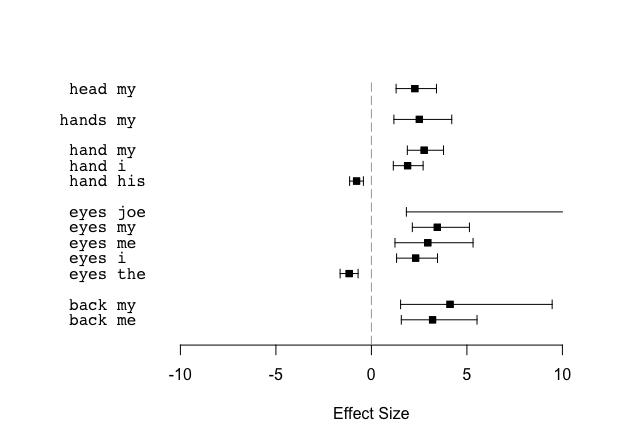 head my
hands my
hand my
hand i
hand his
eyes joe
eyes my
eyes me
eyes i
eyes the
back my
back me
-10 -5 0 5 10
Effect Size